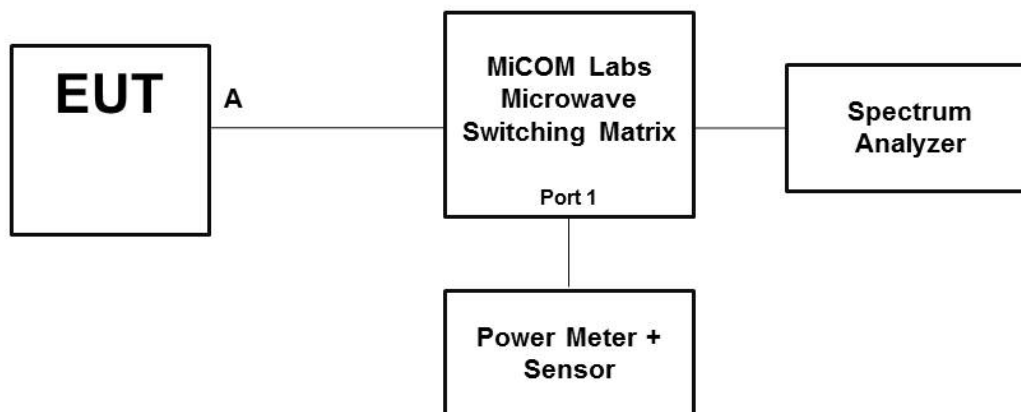 EUT
A
MiCOM Labs
Microwave
Switching Matrix
Port 1
Spectrum
Analyzer
Power Meter +
Sensor